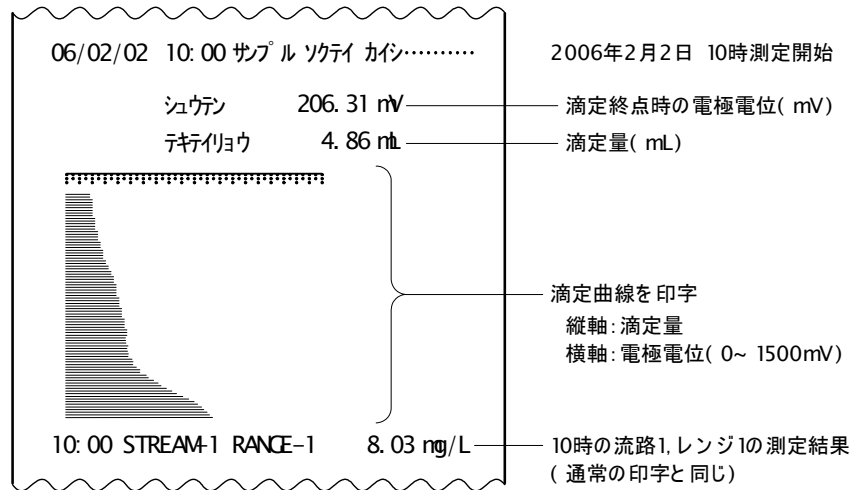 06/02/02 10:00 サンプル ソクテイ カイシ‥‥‥‥‥ 2006年2月2日 10時測定開始
シュウテン 206.31 mV 滴定終点時の電極電位(mV)
テキテイリョウ 4.86 mL 滴定量(mL)
滴定曲線を印字
縦軸:滴定量
横軸:電極電位(0~1500mV)
10:00 STREAM-1 RANGE-1 8.03 mg/L 10時の流路1,レンジ1の測定結果
(通常の印字と同じ)